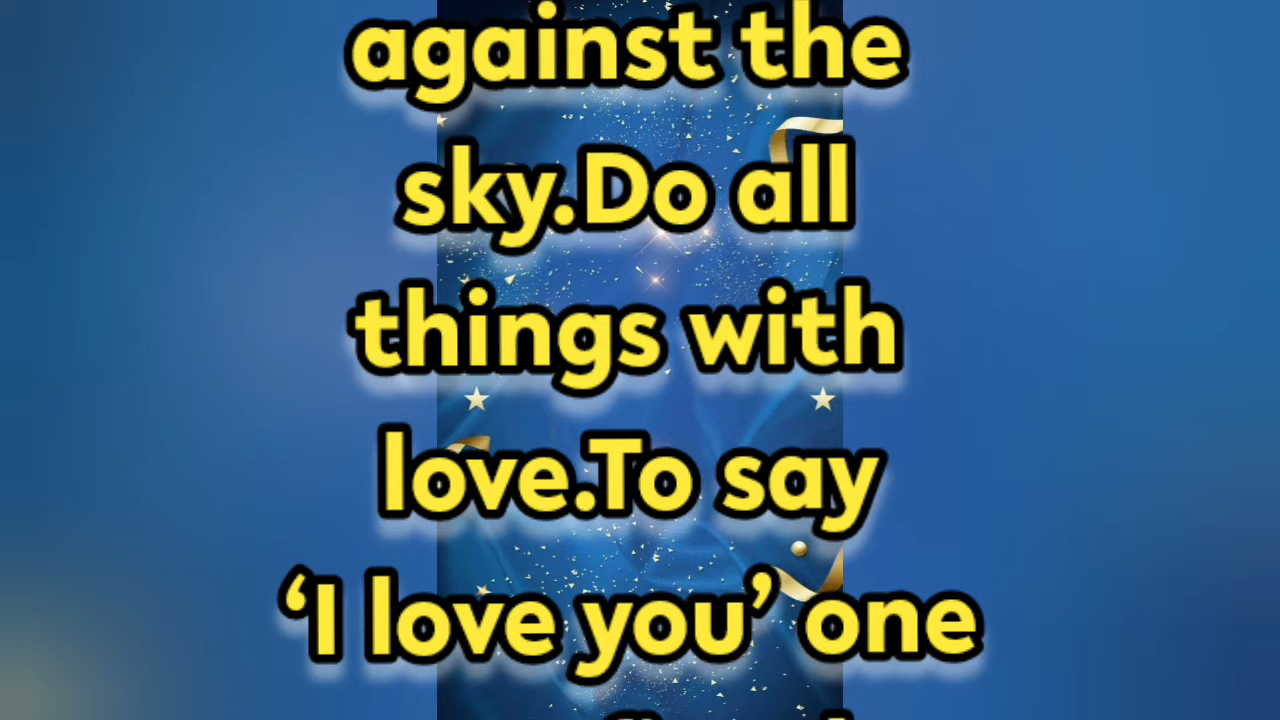 against the
sky.Do all
things with
love.To say
‘I love you’ one